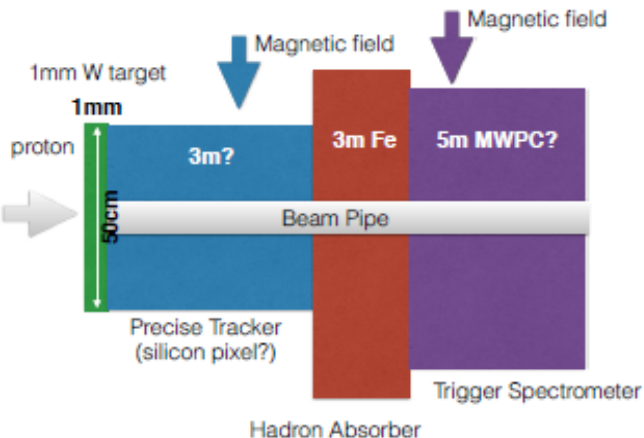 Magnetic field
Magnetic field
1mm W target
1mm
proton
3m?
3m Fe
5m MWPC?
50cm
Beam Pipe
Precise Tracker
(silicon pixel?)
Trigger Spectrometer
Hadron Absorber